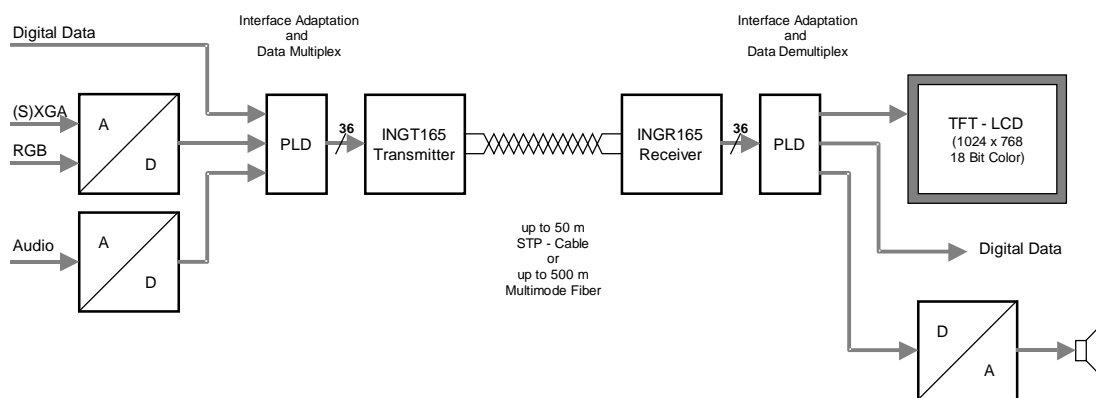 Interface Adaptation
and
Data Multiplex
Interface Adaptation
and
Data Demultiplex
Digital Data
(S)XGA
RGB
A
D
Audio
A
D
PLD
36
INGT165
Transmitter
INGR165
Receiver
36
PLD
TFT - LCD
(1024 x 768
18 Bit Color)
up to 50 m
STP - Cable
or
up to 500 m
Multimode Fiber
Digital Data
D
A